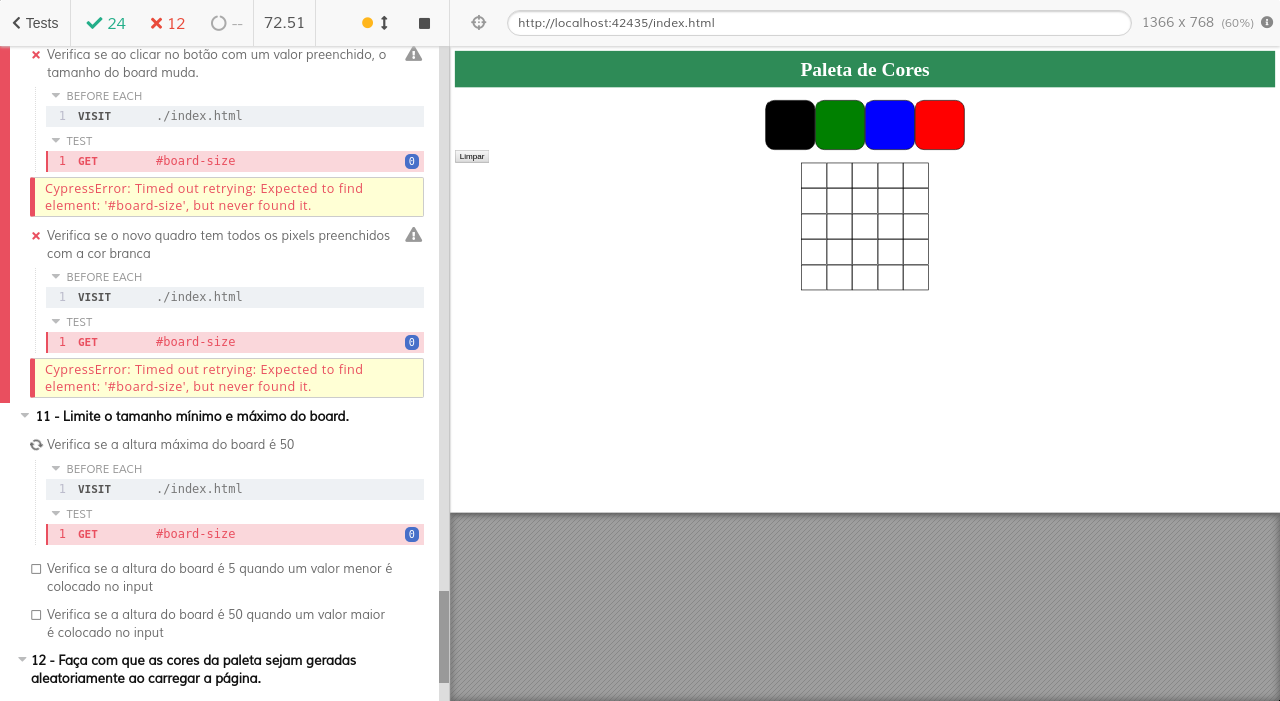 Tests 24 12 -- 72.51 http://localhost:42435/index.html 1366 x 768 (60%)
Verifica se ao clicar no botão com um valor preenchido, o
tamanho do board muda.
BEFORE EACH
1 VISIT ./index.html
TEST
1 GET #board-size 0
CypressError: Timed out retrying: Expected to find
element: '#board-size', but never found it.
Verifica se o novo quadro tem todos os pixels preenchidos
com a cor branca
BEFORE EACH
1 VISIT ./index.html
TEST
1 GET #board-size 0
CypressError: Timed out retrying: Expected to find
element: '#board-size', but never found it.
11 - Limite o tamanho mínimo e máximo do board.
Verifica se a altura máxima do board é 50
BEFORE EACH
1 VISIT ./index.html
TEST
1 GET #board-size 0
Verifica se a altura do board é 5 quando um valor menor é
colocado no input
Verifica se a altura do board é 50 quando um valor maior
é colocado no input
12 - Faça com que as cores da paleta sejam geradas
aleatoriamente ao carregar a página.
Paleta de Cores
Limpar